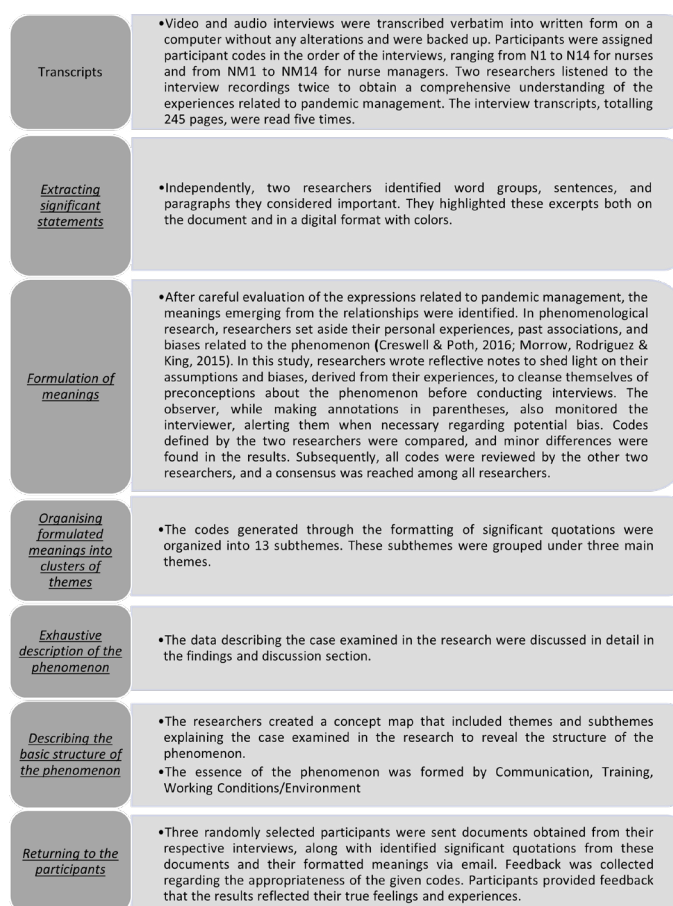 Transcripts
•Video and audio interviews were transcribed verbatim into written form on a
computer without any alterations and were backed up. Participants were assigned
participant codes in the order of the interviews, ranging from N1 to N14 for nurses
and from NM1 to NM14 for nurse managers. Two researchers listened to the
interview recordings twice to obtain a comprehensive understanding of the
experiences related to pandemic management. The interview transcripts, totalling
245 pages, were read five times.
Extracting
significant
statements
•Independently, two researchers identified word groups, sentences, and
paragraphs they considered important. They highlighted these excerpts both on
the document and in a digital format with colors.
Formulation of
meanings
•After careful evaluation of the expressions related to pandemic management, the
meanings emerging from the relationships were identified. In phenomenological
research, researchers set aside their personal experiences, past associations, and
biases related to the phenomenon (Creswell & Poth, 2016; Morrow, Rodriguez &
King, 2015). In this study, researchers wrote reflective notes to shed light on their
assumptions and biases, derived from their experiences, to cleanse themselves of
preconceptions about the phenomenon before conducting interviews. The
observer, while making annotations in parentheses, also monitored the
interviewer, alerting them when necessary regarding potential bias. Codes
defined by the two researchers were compared, and minor differences were
found in the results. Subsequently, all codes were reviewed by the other two
researchers, and a consensus was reached among all researchers.
Organising
formulated
meanings into
clusters of
themes
•The codes generated through the formatting of significant quotations were
organized into 13 subthemes. These subthemes were grouped under three main
themes.
Exhaustive
description of the
phenomenon
•The data describing the case examined in the research were discussed in detail in
the findings and discussion section.
Describing the
basic structure of
the phenomenon
•The researchers created a concept map that included themes and subthemes
explaining the case examined in the research to reveal the structure of the
phenomenon.
•The essence of the phenomenon was formed by Communication, Training,
Working Conditions/Environment
Returning to the
participants
•Three randomly selected participants were sent documents obtained from their
respective interviews, along with identified significant quotations from these
documents and their formatted meanings via email. Feedback was collected
regarding the appropriateness of the given codes. Participants provided feedback
that the results reflected their true feelings and experiences.